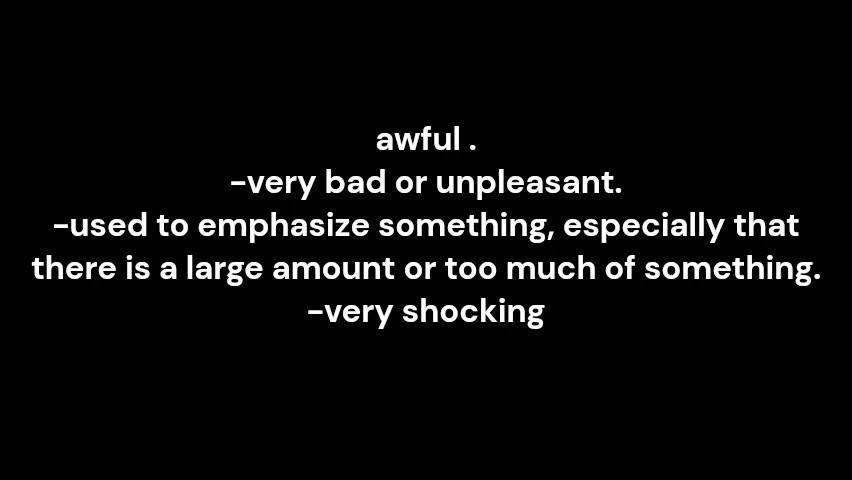 awful .
-very bad or unpleasant.
-used to emphasize something, especially that
there is a large amount or too much of something.
-very shocking